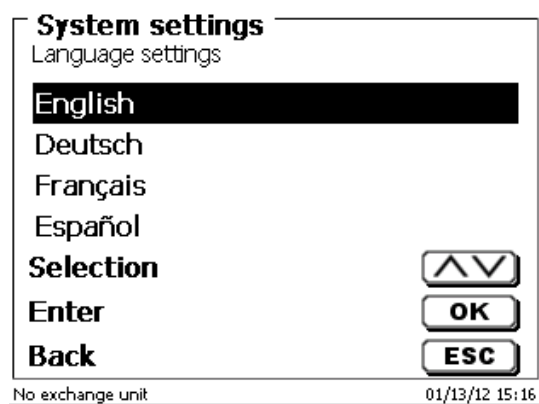 System settings
Language settings
English
Deutsch
Français
Español
Selection
Enter OK
Back ESC
No exchange unit 01/13/12 15:16